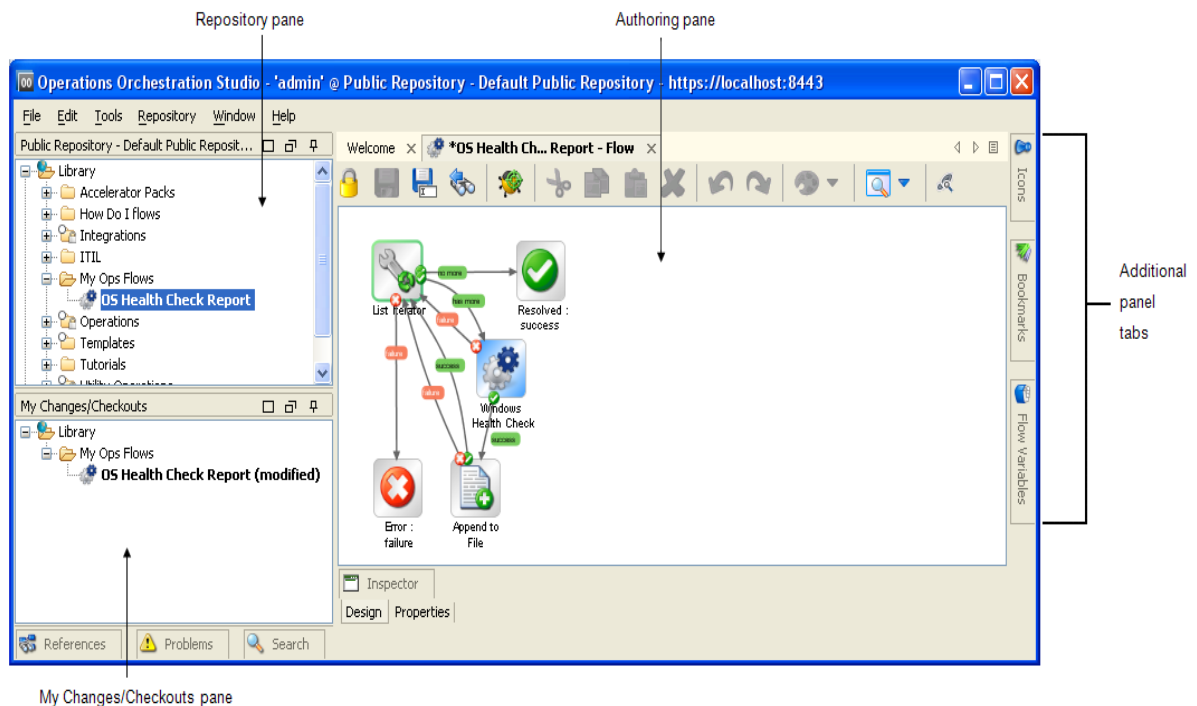 Repository pane
Authoring pane
Operations Orchestration Studio - 'admin' @ Public Repository - Default Public Repository - https://localhost:8443
File Edit Tools Repository Window Help
Public Repository - Default Public Reposit...
Library
Accelerator Packs
How Do I flows
Integrations
ITIL
My Ops Flows
OS Health Check Report
Operations
Templates
Tutorials
My Changes/Checkouts
Library
My Ops Flows
OS Health Check Report (modified)
References
Problems
Search
Welcome
*OS Health Ch... Report - Flow
List Iterator
no more
Resolved :
success
has more
failure
failure
success
failure
Windows
Health Check
success
Error :
failure
Append to
File
Inspector
Design
Properties
Icons
Bookmarks
Flow Variables
Additional
panel
tabs
My Changes/Checkouts pane